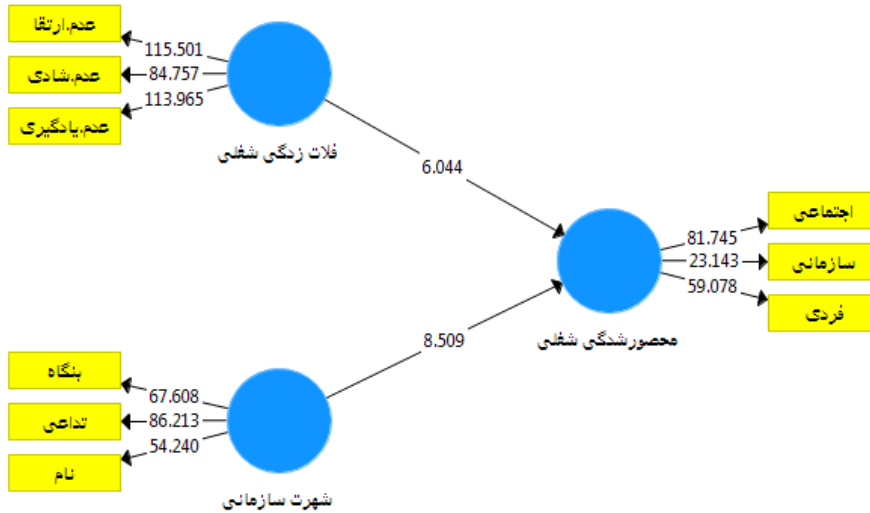 عدم.ارتقا
115.501
عدم.شادی
84.757
عدم.یادگیری
113.965
فلات زدگی شغلی
6.044
اجتماعی
81.745
سازمانی
23.143
فردی
59.078
محصورشدگی شغلی
8.509
بنگاه
67.608
تداعی
86.213
نام
54.240
شهرت سازمانی